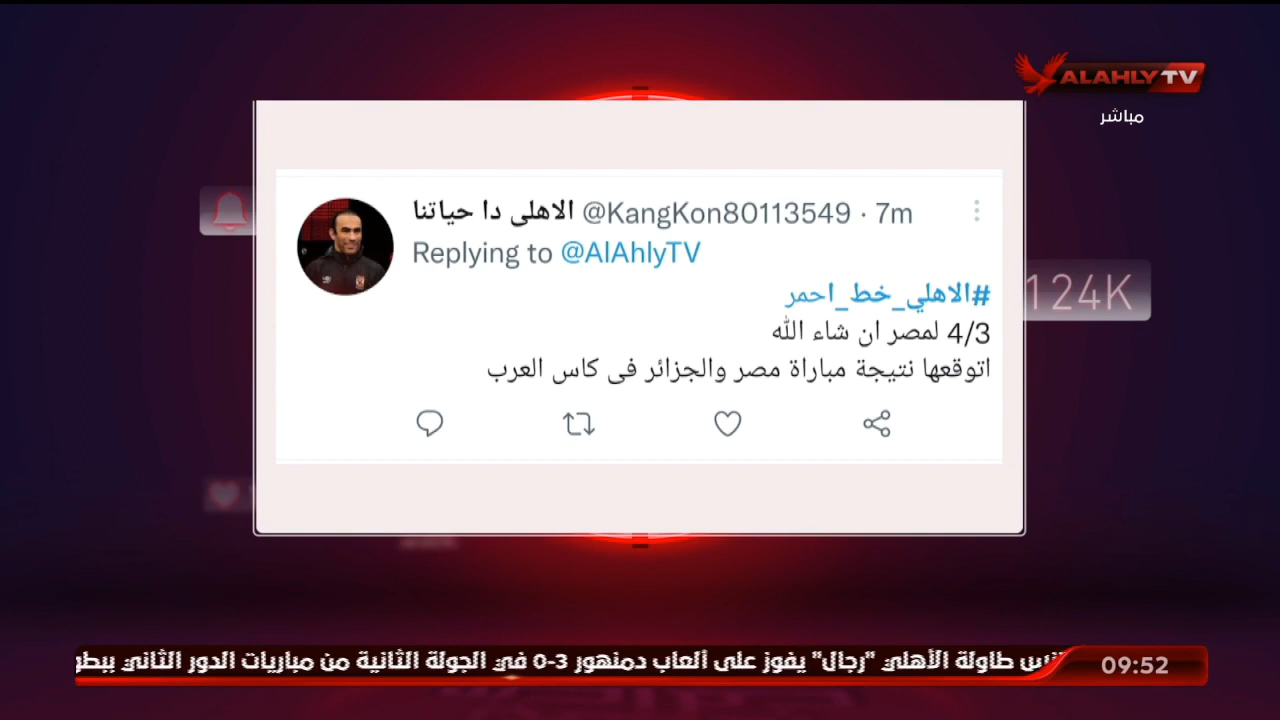 ALAHLY TV
مباشر
الاهلى دا حياتنا @KangKon80113549 · 7m
Replying to @AlAhlyTV
#الاهلي_خط_احمر
4/3 لمصر ان شاء الله
اتوقعها نتيجة مباراة مصر والجزائر فى كاس العرب
124K
طاولة الأهلي "رجال" يفوز على ألعاب دمنهور 3-0 في الجولة الثانية من مباريات الدور الثاني
09:52